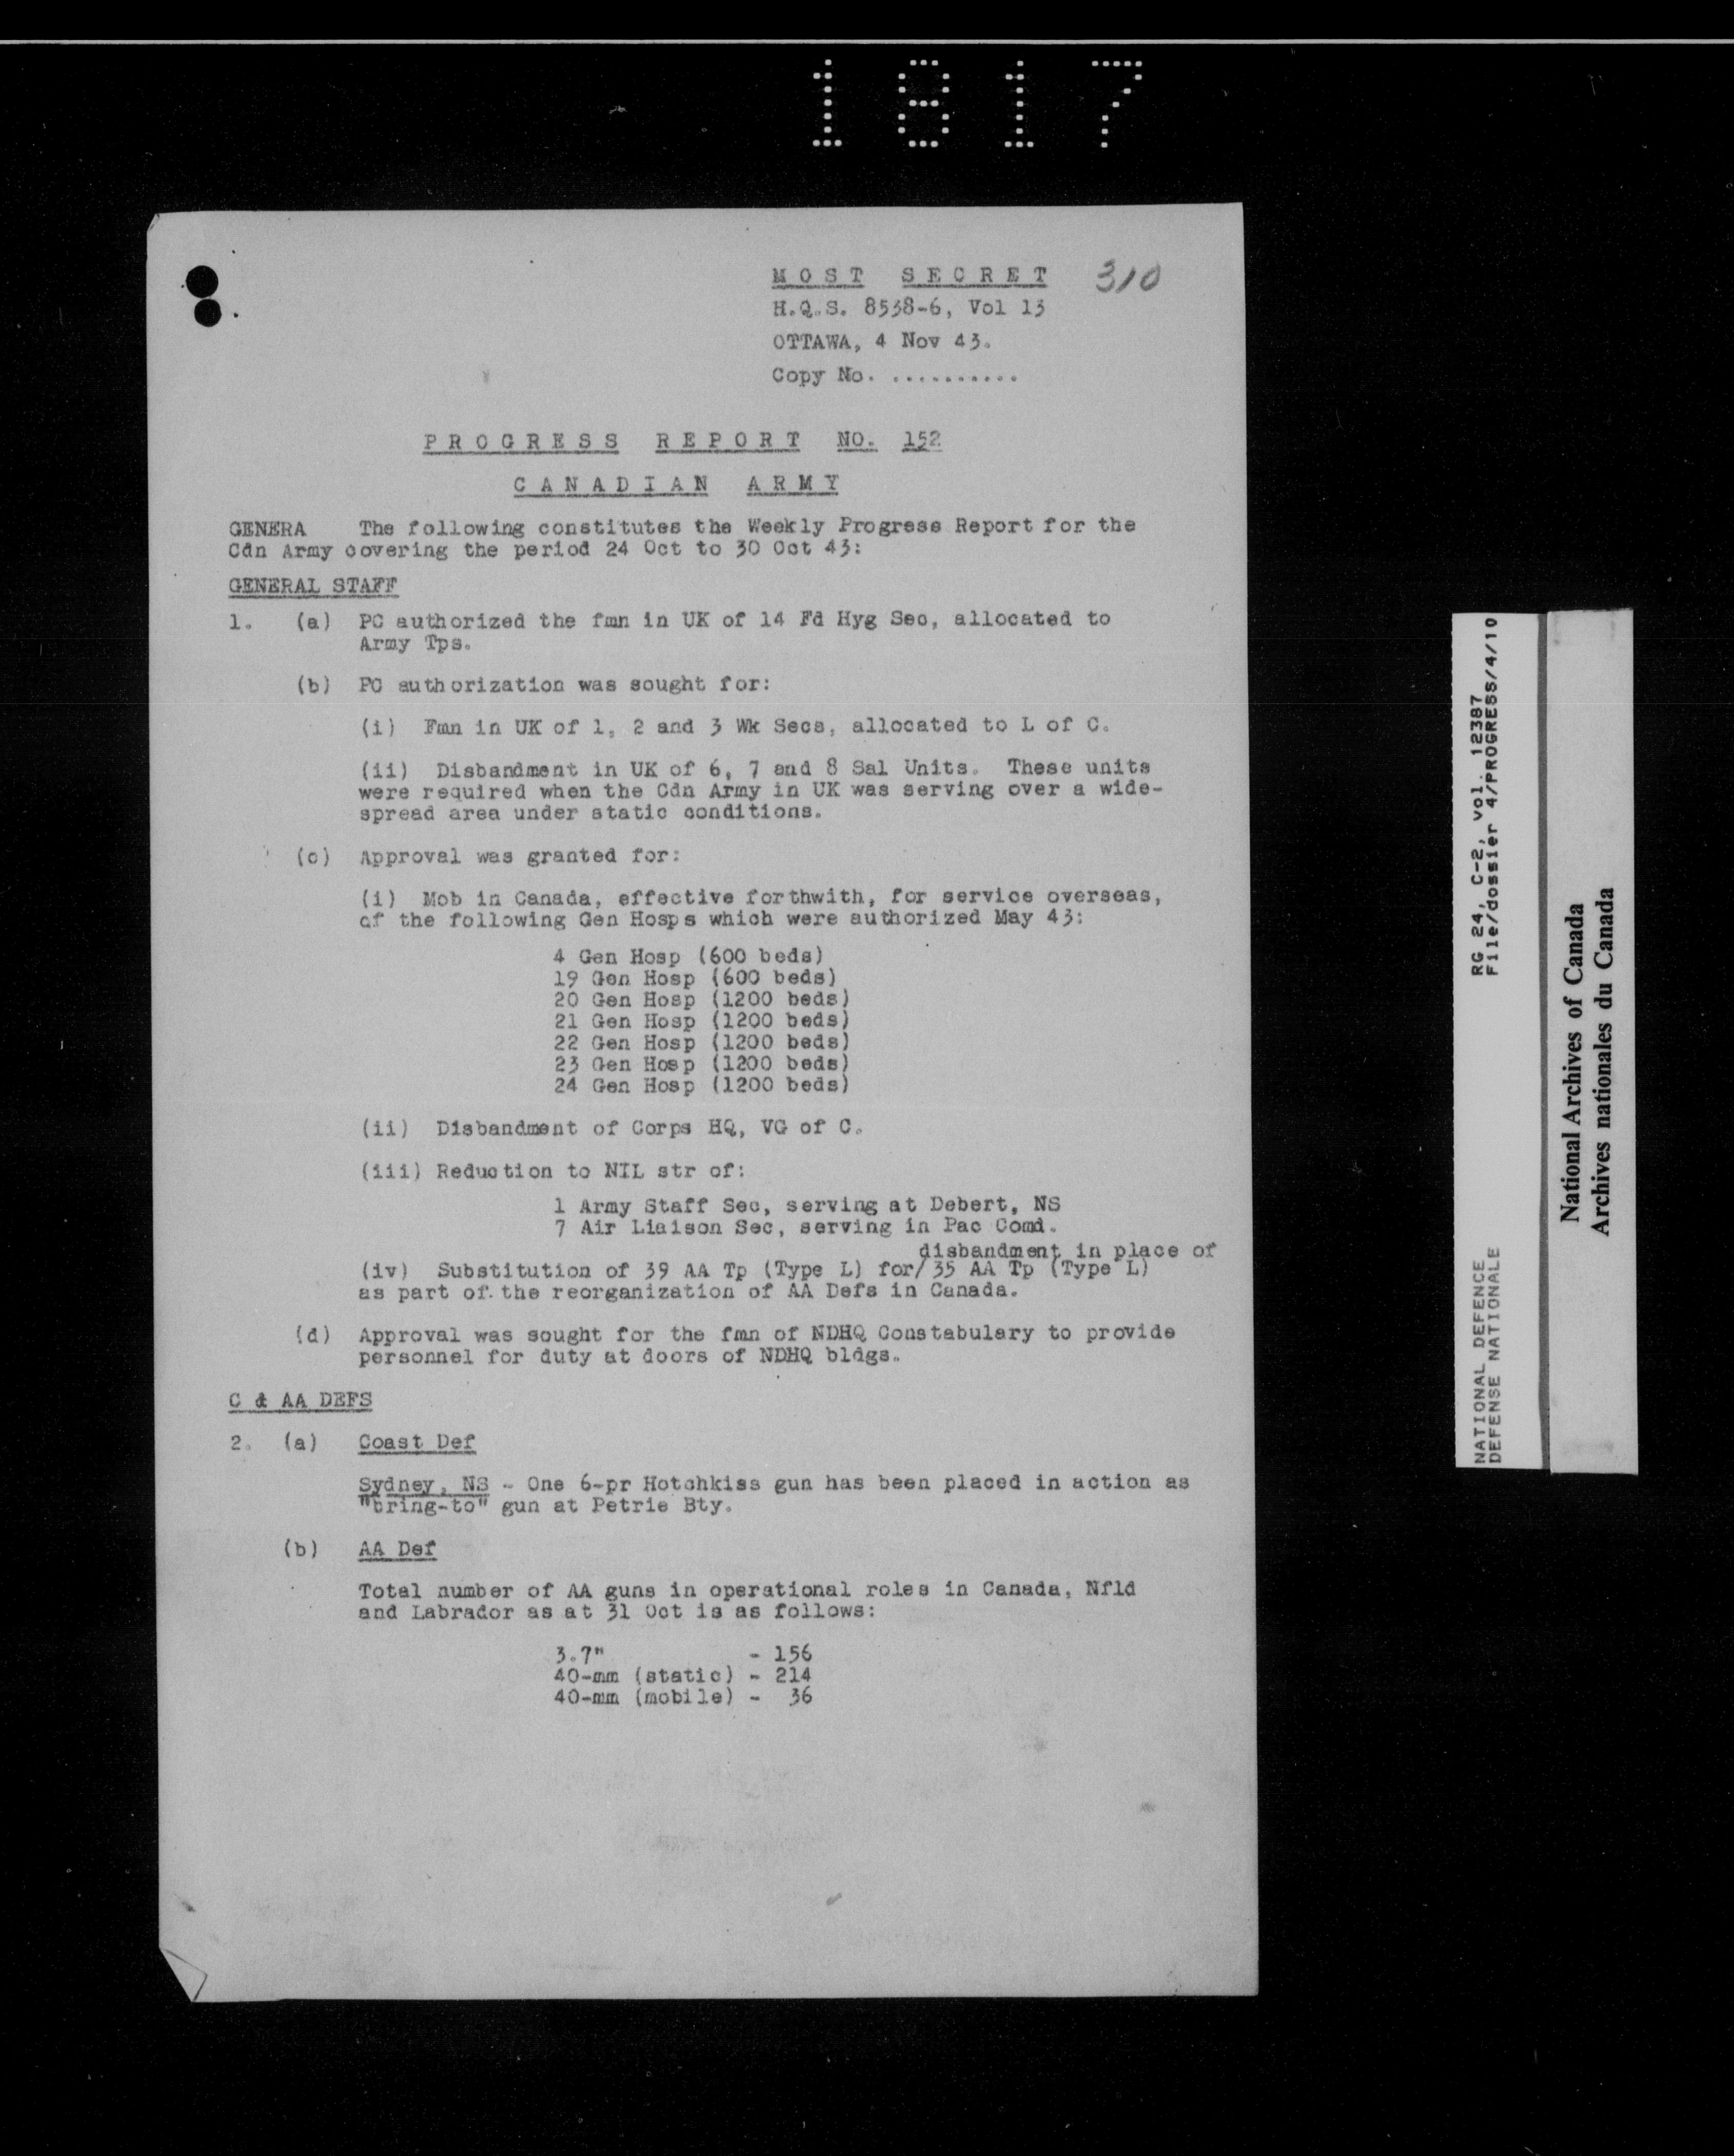 1817
MOST SECRET 310
H.Q.S. 8538-6, Vol 13
OTTAWA, 4 Nov 43.
Copy No. ..........
PROGRESS REPORT NO. 152
CANADIAN ARMY
GENERA The following constitutes the Weekly Progress Report for the
Cdn Army covering the period 24 Oct to 30 Oct 43:
GENERAL STAFF
1. (a) PC authorized the fmn in UK of 14 Fd Hyg Sec, allocated to
Army Tps.
(b) PC authorization was sought for:
(i) Fmn in UK of 1, 2 and 3 Wk Secs, allocated to L of C.
(ii) Disbandment in UK of 6, 7 and 8 Sal Units. These units
were required when the Cdn Army in UK was serving over a wide-
spread area under static conditions.
(c) Approval was granted for:
(i) Mob in Canada, effective forthwith, for service overseas,
of the following Gen Hosps which were authorized May 43:
4 Gen Hosp (600 beds)
19 Gen Hosp (600 beds)
20 Gen Hosp (1200 beds)
21 Gen Hosp (1200 beds)
22 Gen Hosp (1200 beds)
23 Gen Hosp (1200 beds)
24 Gen Hosp (1200 beds)
(ii) Disbandment of Corps HQ, VG of C.
(iii) Reduction to NIL str of:
1 Army Staff Sec, serving at Debert, NS
7 Air Liaison Sec, serving in Pac Comd.
disbandment in place of
(iv) Substitution of 39 AA Tp (Type L) for/35 AA Tp (Type L)
as part of the reorganization of AA Defs in Canada.
(d) Approval was sought for the fmn of NDHQ Constabulary to provide
personnel for duty at doors of NDHQ bldgs.
C & AA DEFS
2. (a) Coast Def
Sydney, NS - One 6-pr Hotchkiss gun has been placed in action as
"bring-to" gun at Petrie Bty.
(b) AA Def
Total number of AA guns in operational roles in Canada, Nfld
and Labrador as at 31 Oct is as follows:
3.7" - 156
40-mm (static) - 214
40-mm (mobile) - 36
NATIONAL DEFENCE RG 24, C-2, vol. 12387
DEFENSE NATIONALE File/dossier 4/PROGRESS/4/10
National Archives of Canada
Archives nationales du Canada